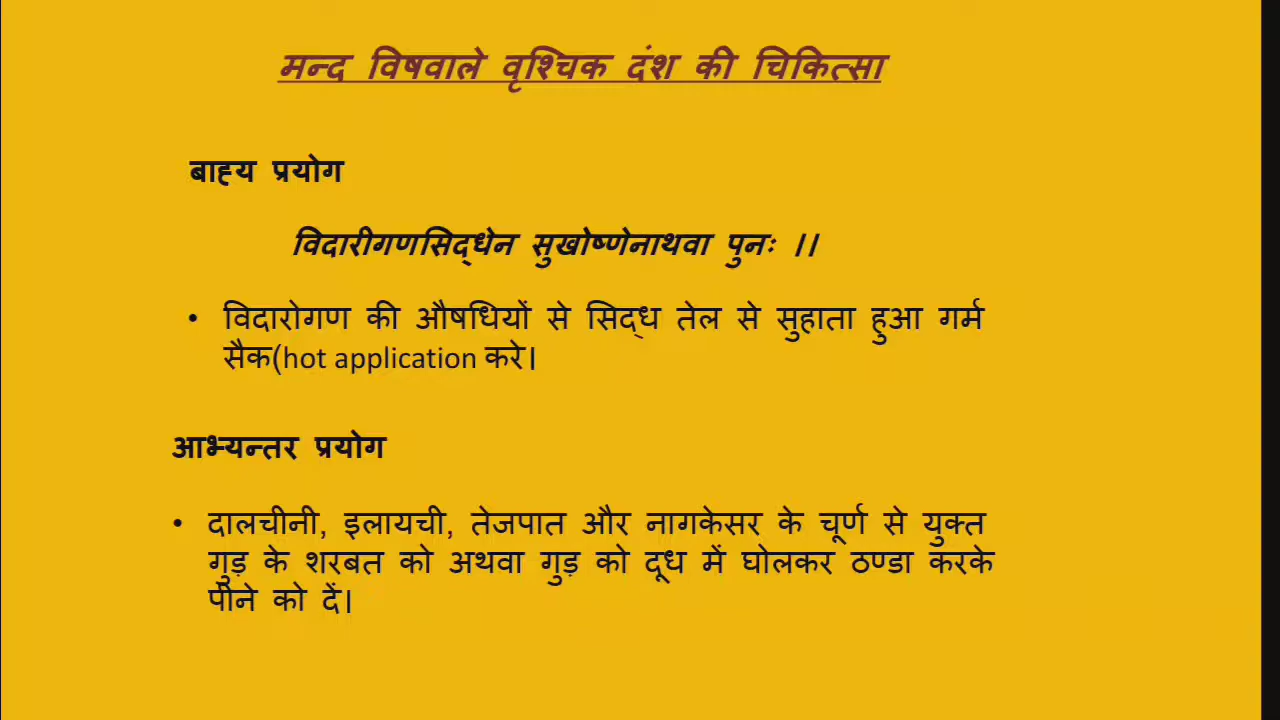 मन्द विषवाले वृश्चिक दंश की चिकित्सा
बाह्य प्रयोग
विदारीगणसिद्धेन सुखोष्णेनाथवा पुनः ।।
• विदारोगण की औषधियों से सिद्ध तेल से सुहाता हुआ गर्म
सैक(hot application करे।
आभ्यन्तर प्रयोग
• दालचीनी, इलायची, तेजपात और नागकेसर के चूर्ण से युक्त
गुड़ के शरबत को अथवा गुड़ को दूध में घोलकर ठण्डा करके
पीने को दें।